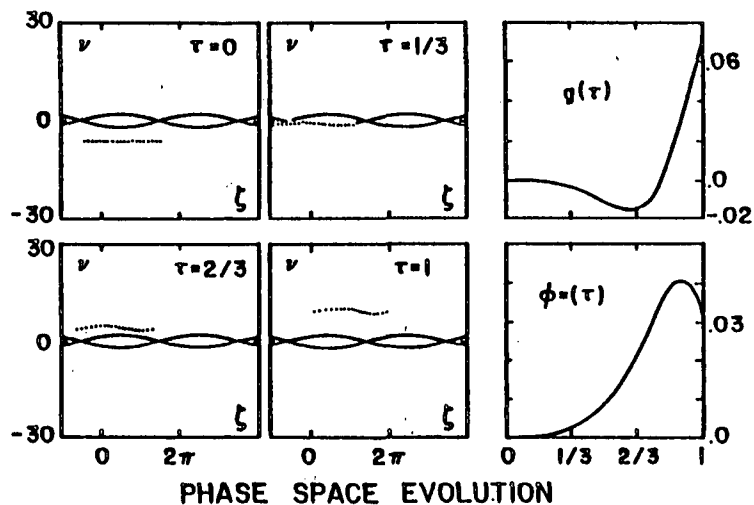 30
ν τ=0
0
-30
ζ
ν τ=1/3
ζ
g(τ)
.06
.0
-.02
30
ν τ=2/3
0
-30
ζ
0 2π
ν τ=1
ζ
0 2π
φ=(τ)
.03
.0
0 1/3 2/3 1
PHASE SPACE EVOLUTION